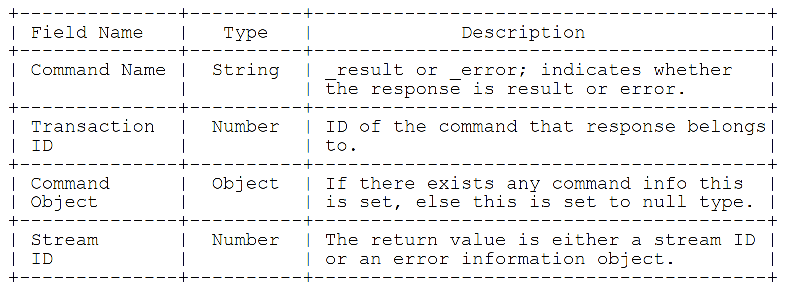 +--------------+----------+----------------------------------------+
| Field Name   |   Type   |             Description                |
+--------------+----------+----------------------------------------+
| Command Name |  String  | _result or _error; indicates whether   |
|              |          | the response is result or error.       |
+--------------+----------+----------------------------------------+
| Transaction  |  Number  | ID of the command that response belongs|
| ID           |          | to.                                    |
+--------------+----------+----------------------------------------+
| Command      |  Object  | If there exists any command info this  |
| Object       |          | is set, else this is set to null type. |
+--------------+----------+----------------------------------------+
| Stream       |  Number  | The return value is either a stream ID |
| ID           |          | or an error information object.        |
+--------------+----------+----------------------------------------+